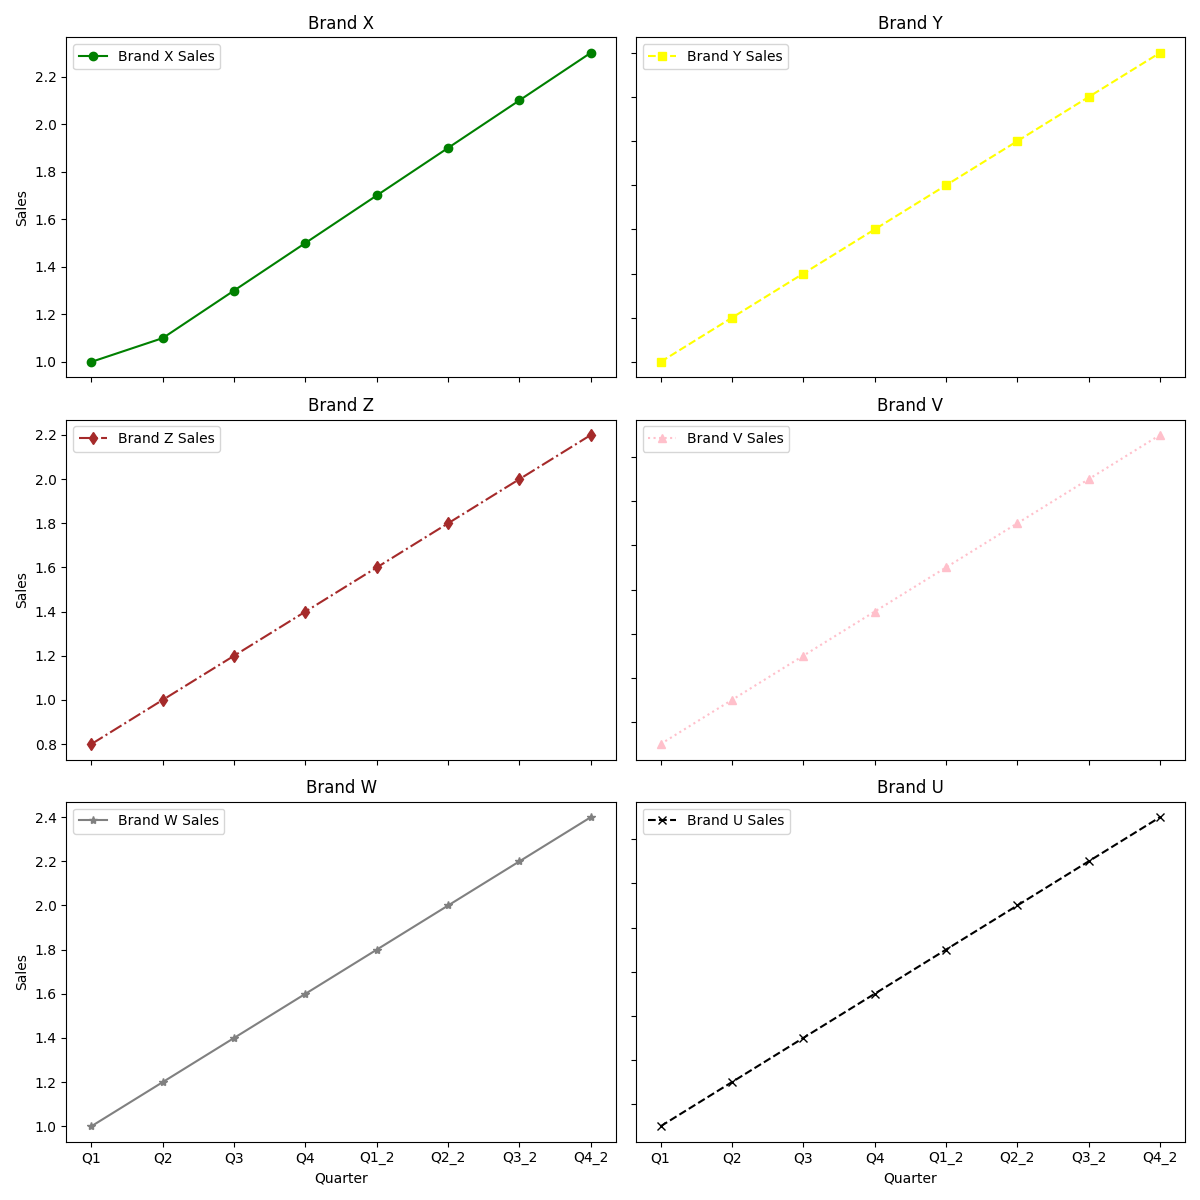 Brand X
Brand X Sales
2.2
2.0
1.8
1.6
1.4
1.2
1.0
Sales
Brand Y
Brand Y Sales
Brand Z
Brand Z Sales
2.2
2.0
1.8
1.6
1.4
1.2
1.0
0.8
Sales
Brand V
Brand V Sales
Brand W
Brand W Sales
2.4
2.2
2.0
1.8
1.6
1.4
1.2
1.0
Sales
Q1 Q2 Q3 Q4 Q1_2 Q2_2 Q3_2 Q4_2
Quarter
Brand U
Brand U Sales
Q1 Q2 Q3 Q4 Q1_2 Q2_2 Q3_2 Q4_2
Quarter